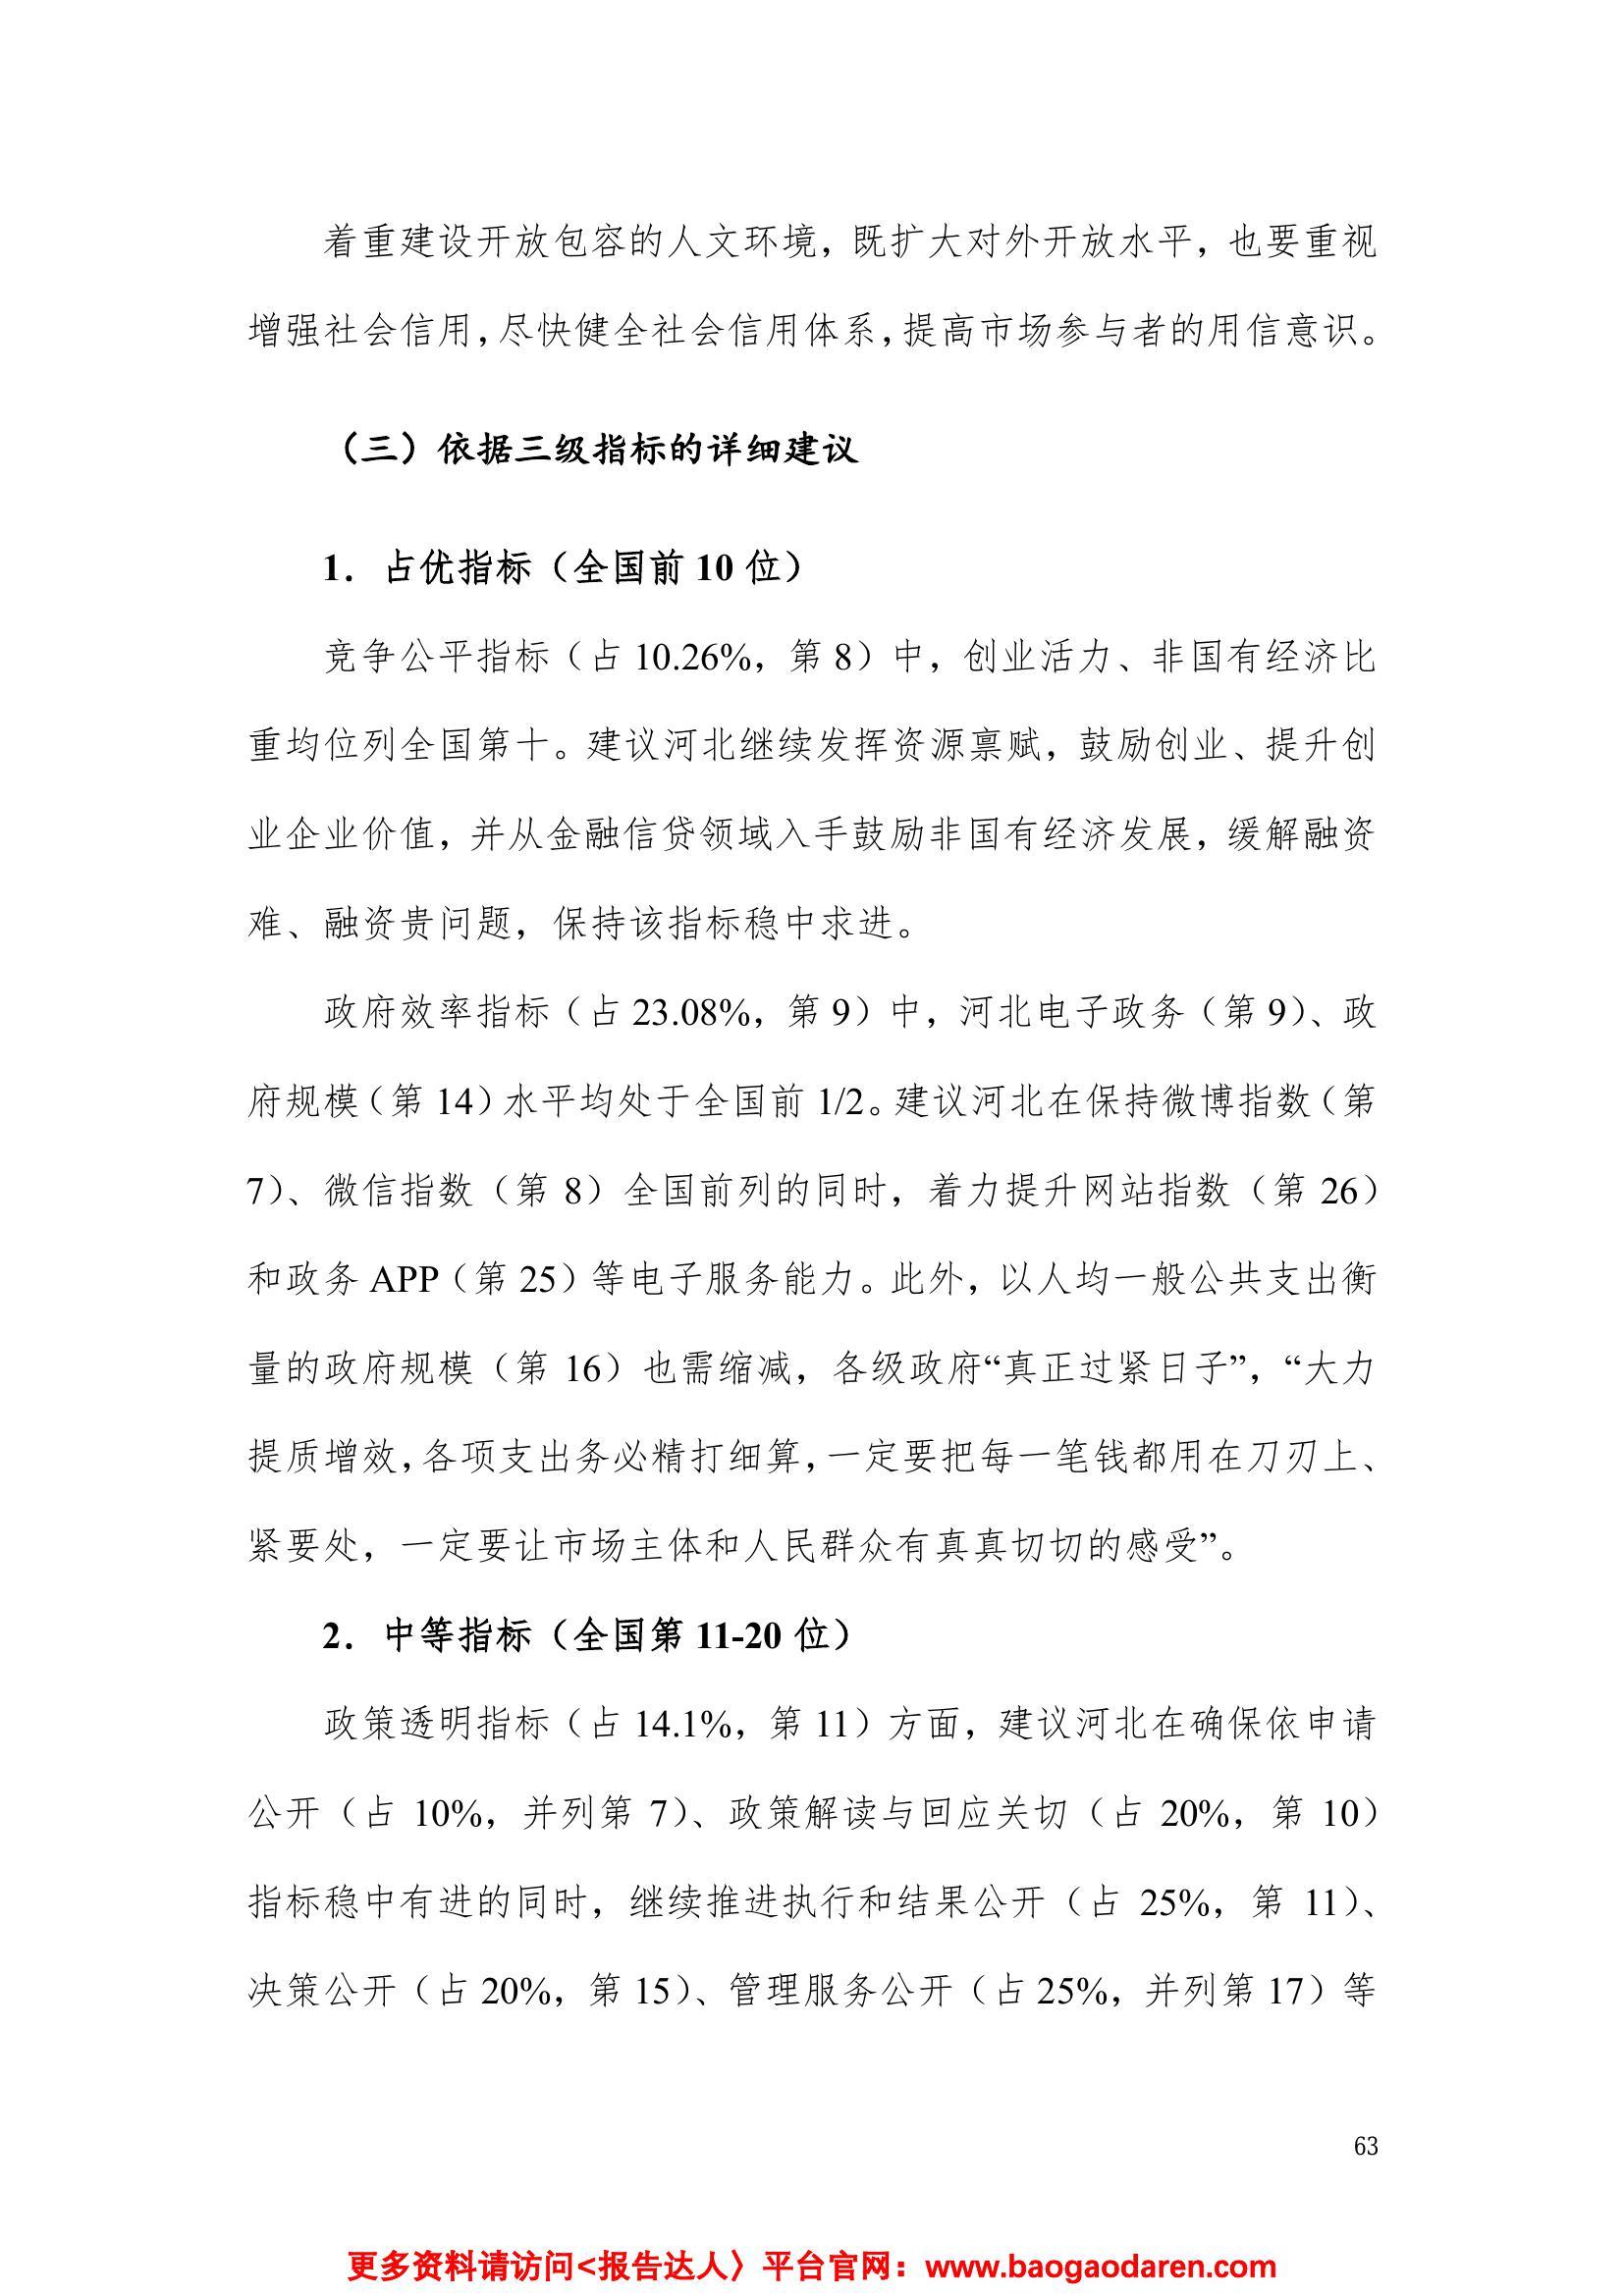 着重建设开放包容的人文环境，既扩大对外开放水平，也要重视
增强社会信用，尽快健全社会信用体系，提高市场参与者的用信意识。
（三）依据三级指标的详细建议
1．占优指标（全国前 10 位）
竞争公平指标（占 10.26%，第 8）中，创业活力、非国有经济比
重均位列全国第十。建议河北继续发挥资源禀赋，鼓励创业、提升创
业企业价值，并从金融信贷领域入手鼓励非国有经济发展，缓解融资
难、融资贵问题，保持该指标稳中求进。
政府效率指标（占 23.08%，第 9）中，河北电子政务（第 9）、政
府规模（第 14）水平均处于全国前 1/2。建议河北在保持微博指数（第
7）、微信指数（第 8）全国前列的同时，着力提升网站指数（第 26）
和政务 APP（第 25）等电子服务能力。此外，以人均一般公共支出衡
量的政府规模（第 16）也需缩减，各级政府“真正过紧日子”，“大力
提质增效，各项支出务必精打细算，一定要把每一笔钱都用在刀刃上、
紧要处，一定要让市场主体和人民群众有真真切切的感受”。
2．中等指标（全国第 11-20 位）
政策透明指标（占 14.1%，第 11）方面，建议河北在确保依申请
公开（占 10%，并列第 7）、政策解读与回应关切（占 20%，第 10）
指标稳中有进的同时，继续推进执行和结果公开（占 25%，第 11）、
决策公开（占 20%，第 15）、管理服务公开（占 25%，并列第 17）等
63
更多资料请访问<报告达人〉平台官网：www.baogaodaren.com